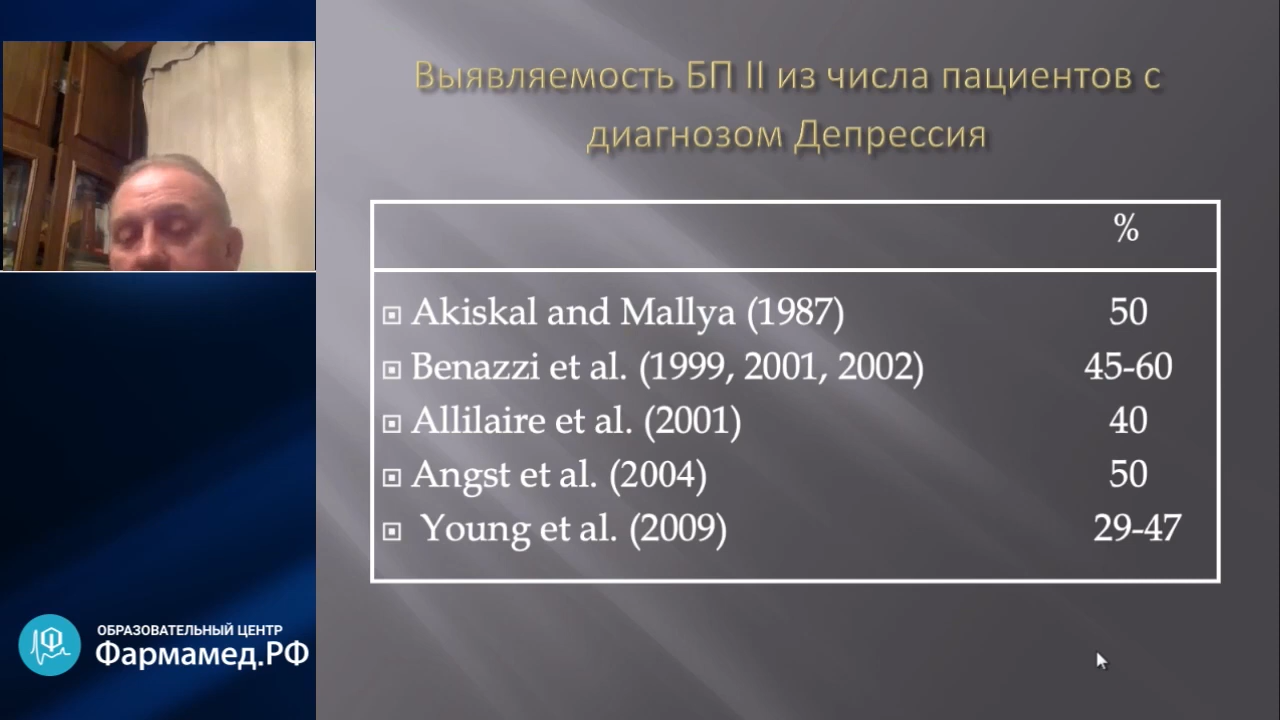 Выявляемость БП II из числа пациентов с
диагнозом Депрессия
%
Akiskal and Mallya (1987) 50
Benazzi et al. (1999, 2001, 2002) 45-60
Allilaire et al. (2001) 40
Angst et al. (2004) 50
Young et al. (2009) 29-47
ОБРАЗОВАТЕЛЬНЫЙ ЦЕНТР
Фармамед.РФ